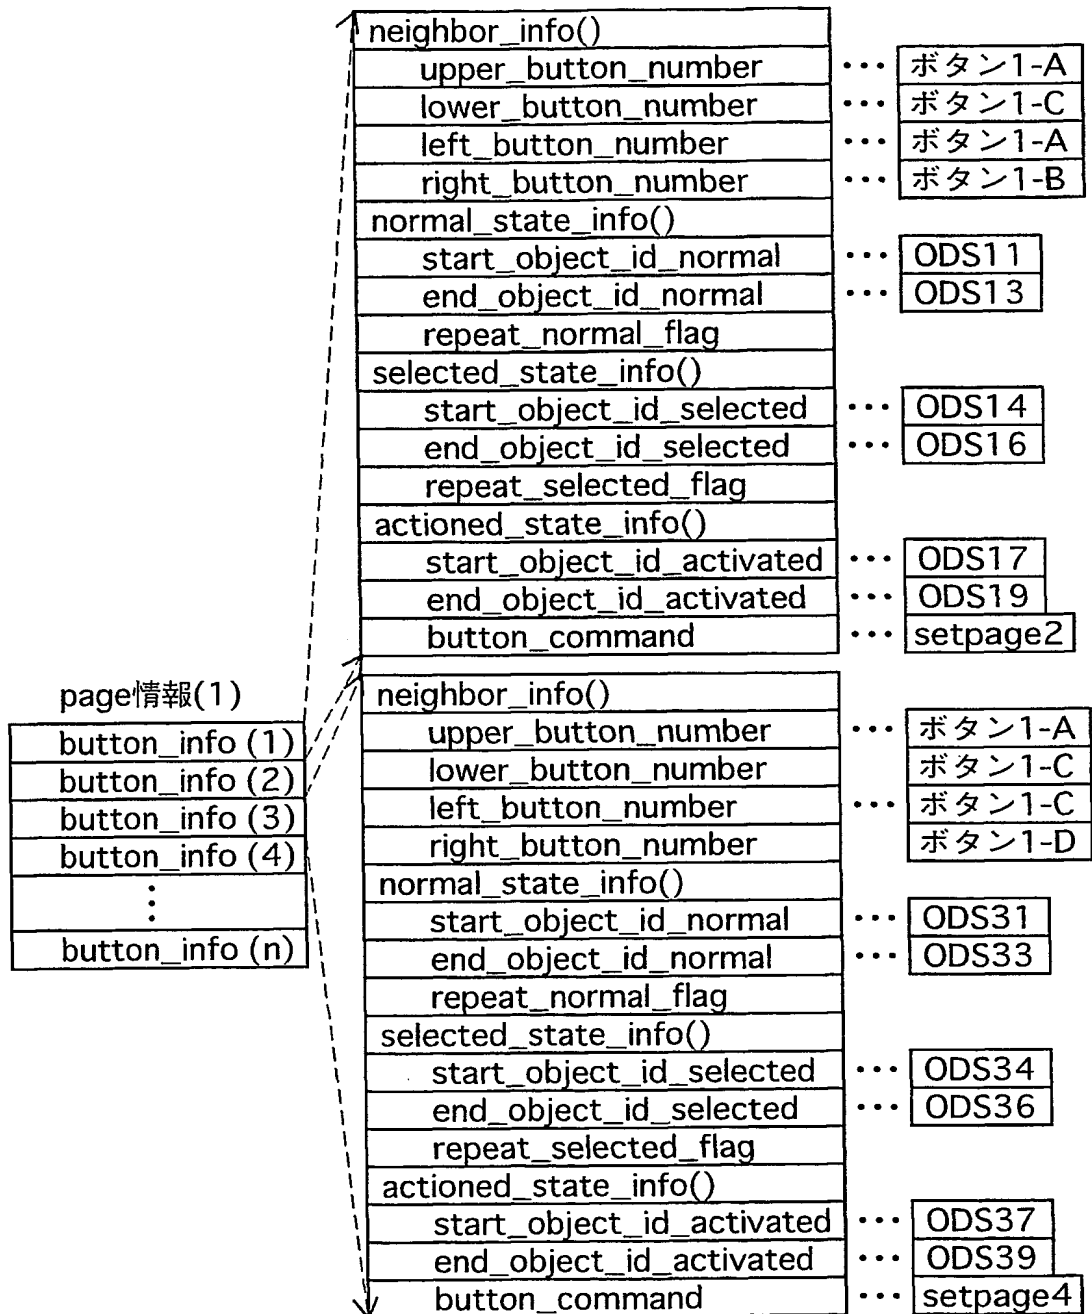 neighbor_info()
upper_button_number ••• ボタン1-A
lower_button_number ••• ボタン1-C
left_button_number ••• ボタン1-A
right_button_number ••• ボタン1-B
normal_state_info()
start_object_id_normal ••• ODS11
end_object_id_normal ••• ODS13
repeat_normal_flag
selected_state_info()
start_object_id_selected ••• ODS14
end_object_id_selected ••• ODS16
repeat_selected_flag
actioned_state_info()
start_object_id_activated ••• ODS17
end_object_id_activated ••• ODS19
button_command ••• setpage2
page情報(1)
button_info (1)
button_info (2)
button_info (3)
button_info (4)
⋮
button_info (n)
neighbor_info()
upper_button_number ••• ボタン1-A
lower_button_number ボタン1-C
left_button_number ••• ボタン1-C
right_button_number ボタン1-D
normal_state_info()
start_object_id_normal ••• ODS31
end_object_id_normal ••• ODS33
repeat_normal_flag
selected_state_info()
start_object_id_selected ••• ODS34
end_object_id_selected ••• ODS36
repeat_selected_flag
actioned_state_info()
start_object_id_activated ••• ODS37
end_object_id_activated ••• ODS39
button_command ••• setpage4